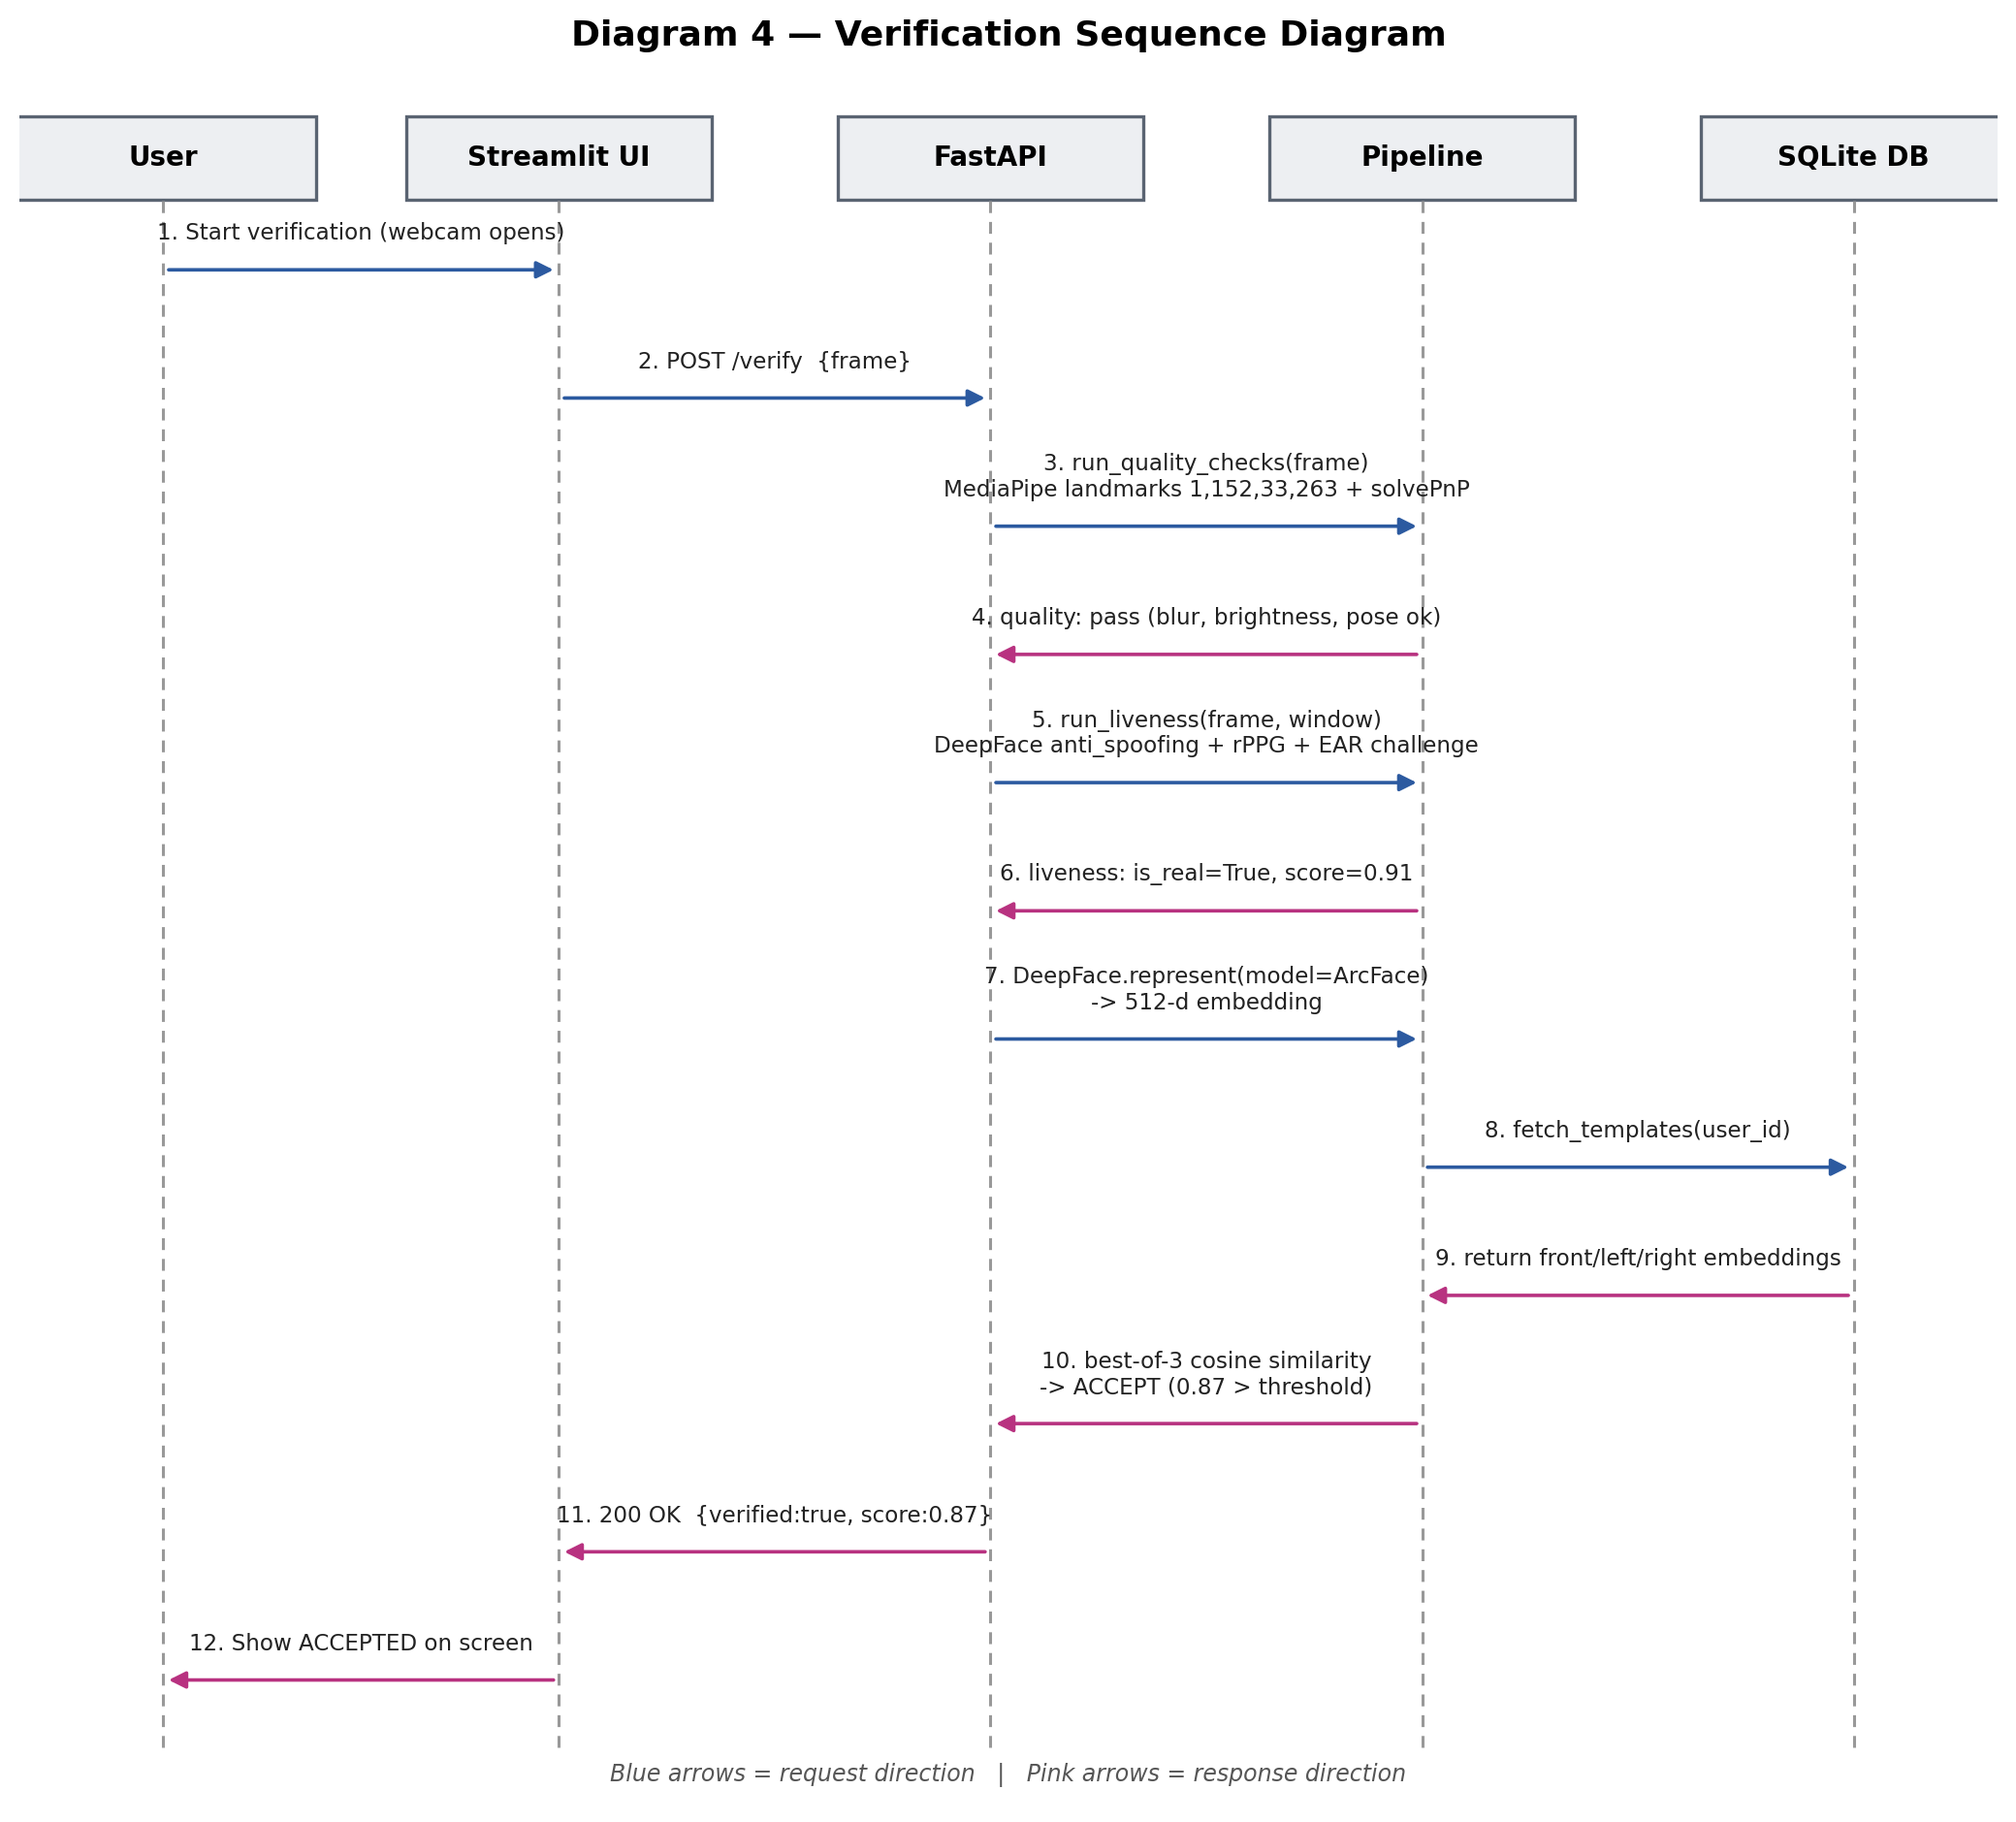 Diagram 4 — Verification Sequence Diagram
User
Streamlit UI
FastAPI
Pipeline
SQLite DB
1. Start verification (webcam opens)
2. POST /verify  {frame}
3. run_quality_checks(frame)
MediaPipe landmarks 1,152,33,263 + solvePnP
4. quality: pass (blur, brightness, pose ok)
5. run_liveness(frame, window)
DeepFace anti_spoofing + rPPG + EAR challenge
6. liveness: is_real=True, score=0.91
7. DeepFace.represent(model=ArcFace)
-> 512-d embedding
8. fetch_templates(user_id)
9. return front/left/right embeddings
10. best-of-3 cosine similarity
-> ACCEPT (0.87 > threshold)
11. 200 OK  {verified:true, score:0.87}
12. Show ACCEPTED on screen
Blue arrows = request direction   |   Pink arrows = response direction